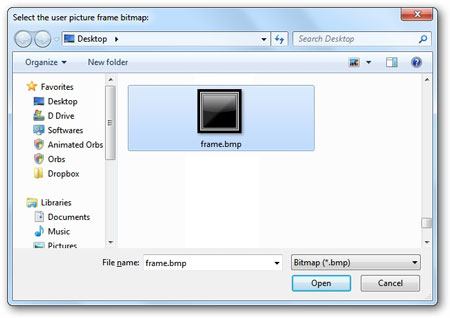 Select the user picture frame bitmap:
Desktop
Search Desktop
Organize New folder
Favorites
Desktop
D Drive
Softwares
Animated Orbs
Orbs
Dropbox
Libraries
Documents
Music
Pictures
frame.bmp
File name: frame.bmp Bitmap (*.bmp)
Open Cancel